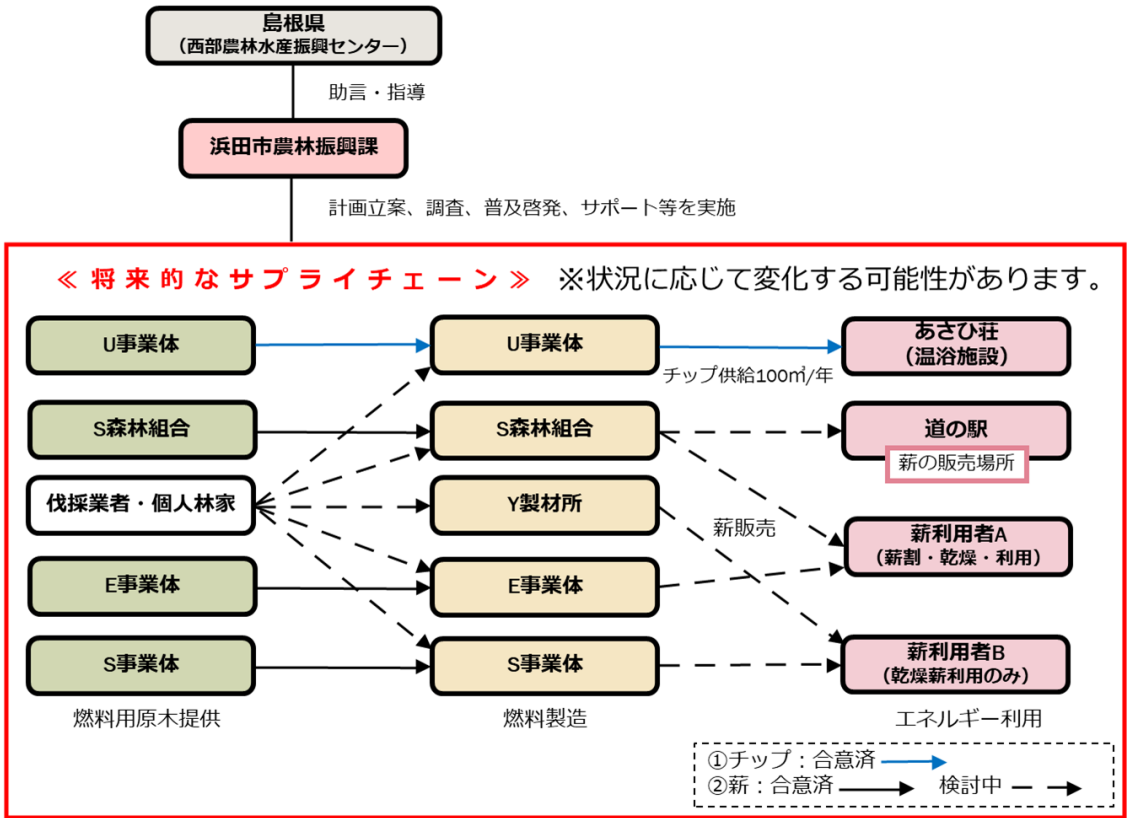 島根県
（西部農林水産振興センター）
助言・指導
浜田市農林振興課
計画立案、調査、普及啓発、サポート等を実施
≪将来的なサプライチェーン≫ ※状況に応じて変化する可能性があります。
U事業体
U事業体
あさひ荘
（温浴施設）
チップ供給100㎥/年
S森林組合
S森林組合
道の駅
薪の販売場所
伐採業者・個人林家
Y製材所
薪販売
薪利用者A
（薪割・乾燥・利用）
E事業体
E事業体
S事業体
S事業体
薪利用者B
（乾燥薪利用のみ）
燃料用原木提供
燃料製造
エネルギー利用
①チップ：合意済
②薪：合意済 検討中